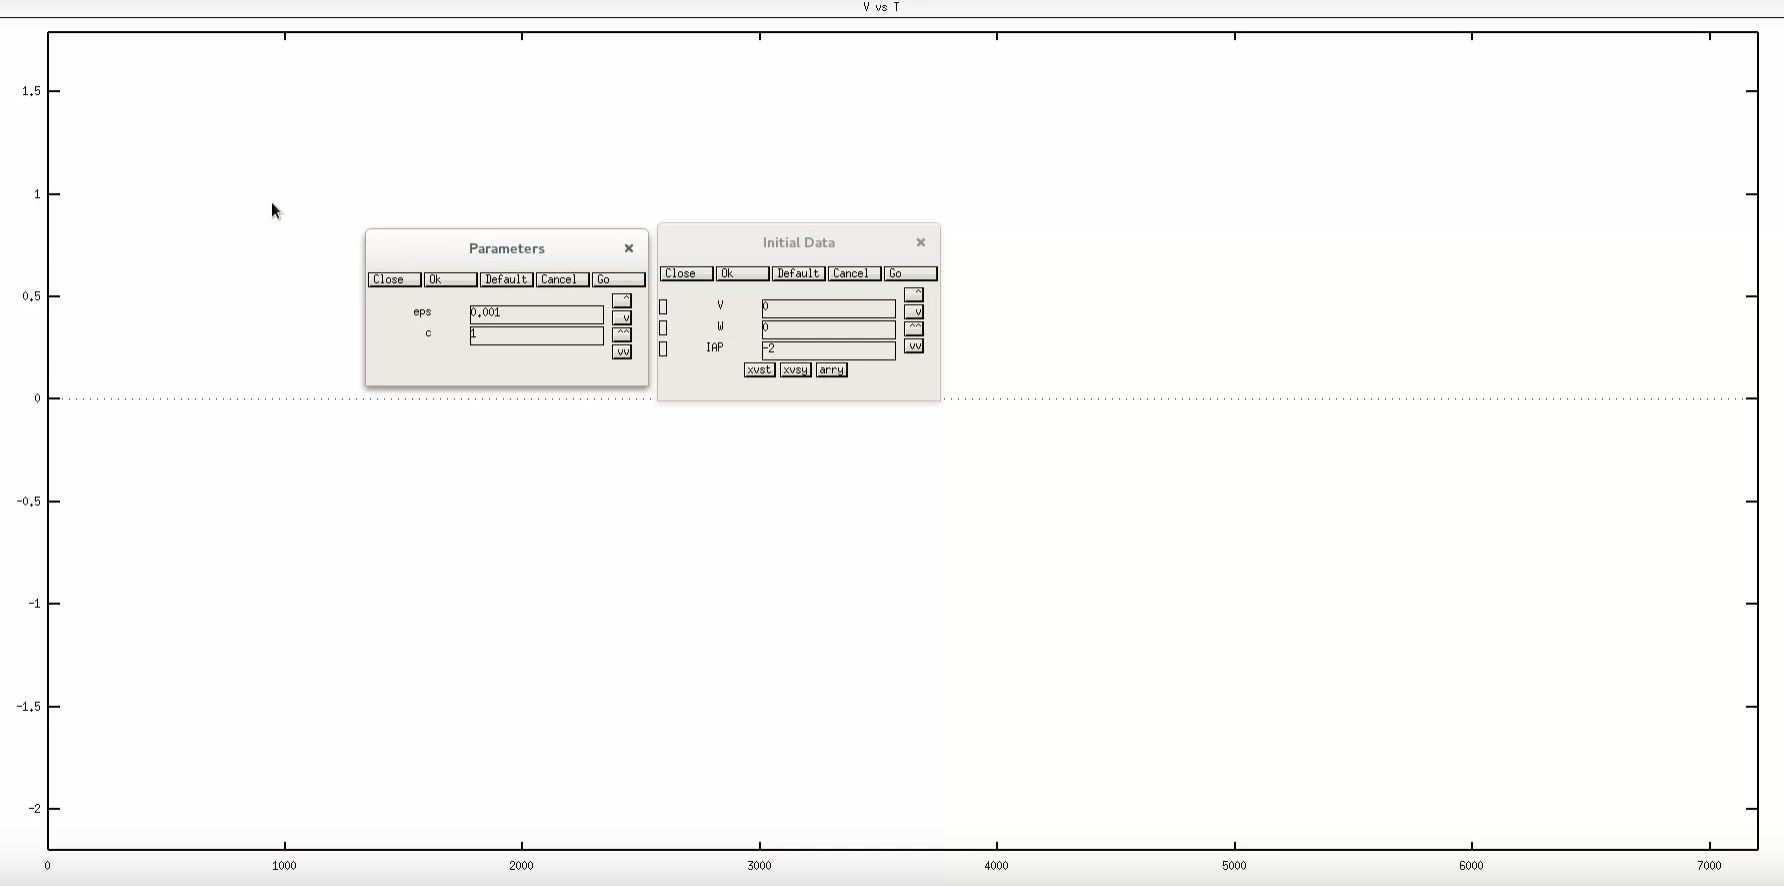 V vs T
1.5
1
0.5
0
-0.5
-1
-1.5
-2
0 1000 2000 3000 4000 5000 6000 7000
Parameters ×
Close Ok Default Cancel Go
eps 0.001
c 1
^
v
^^
vv
Initial Data ×
Close Ok Default Cancel Go
V 0
W 0
IAP -2
^
v
^^
vv
xvst xvsy arry